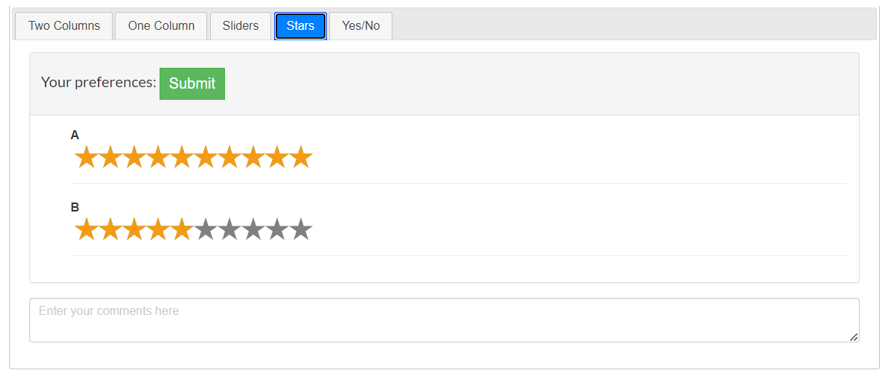 Two Columns One Column Sliders Stars Yes/No
Your preferences: Submit
A
B
Enter your comments here